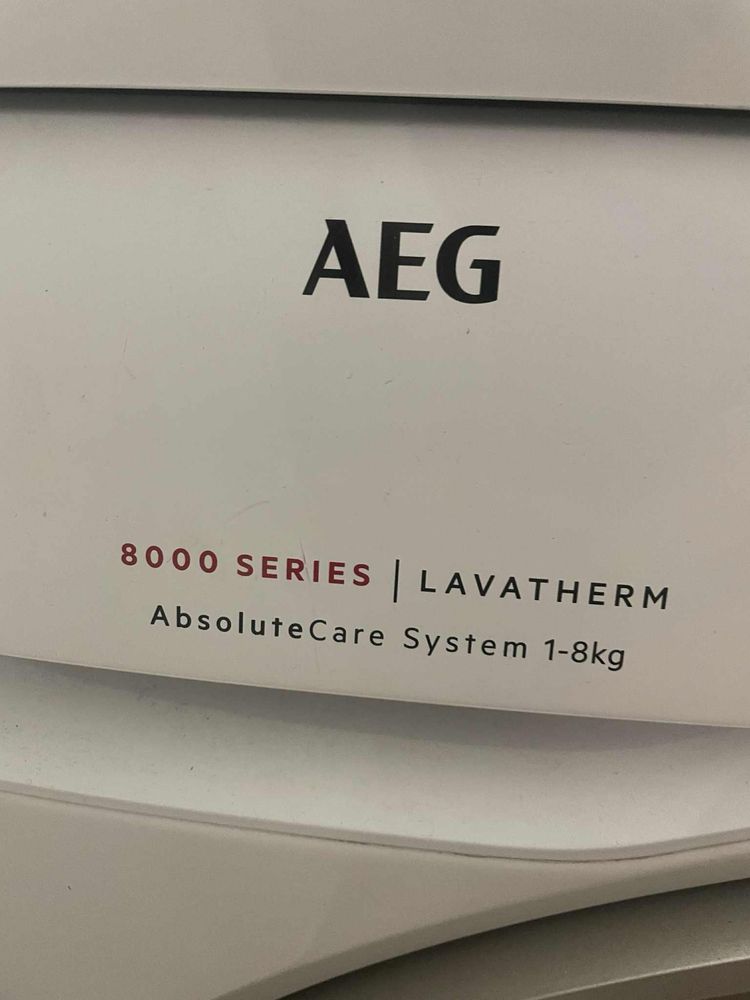 AEG
8000 SERIES | LAVATHERM
AbsoluteCare System 1-8kg